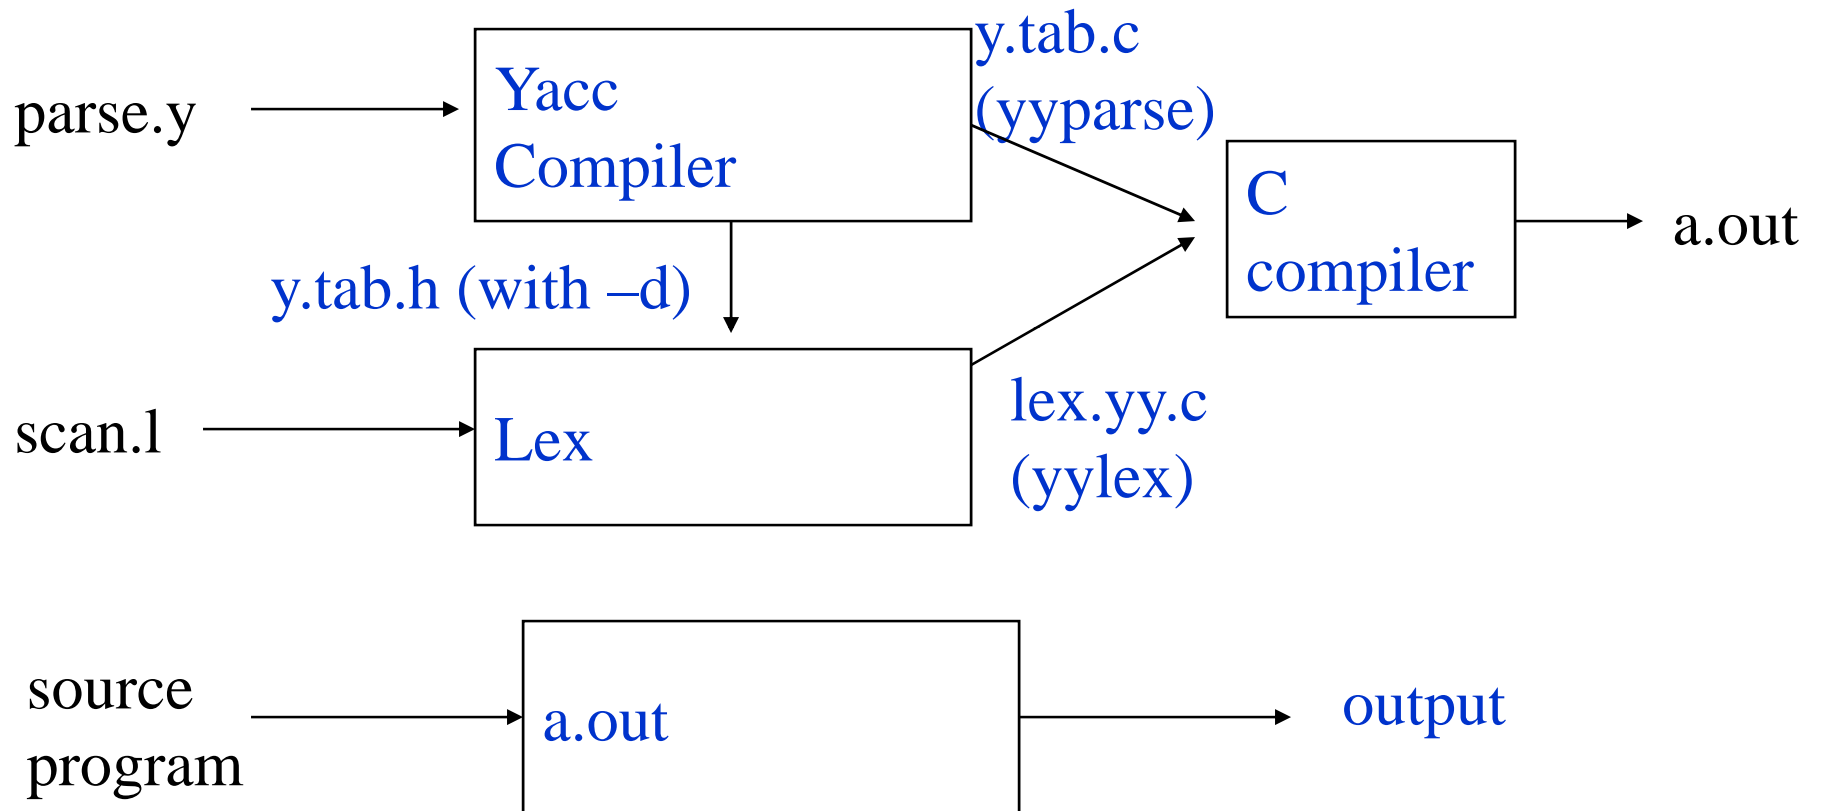 parse.y
Yacc
Compiler
y.tab.c
(yyparse)
y.tab.h (with –d)
C
compiler
a.out
scan.l
Lex
lex.yy.c
(yylex)
source
program
a.out
output